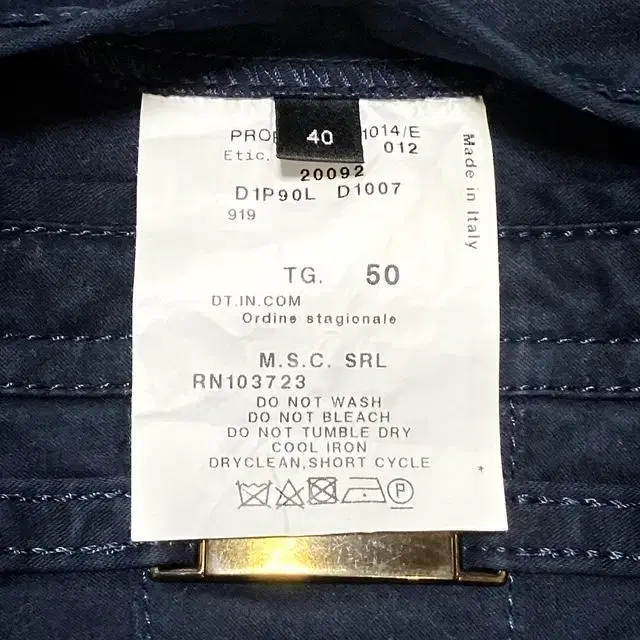 40
1014/E
Etic. 012
20092
D1P90L D1007
919
TG. 50
DT.IN.COM
Ordine stagionale
M.S.C. SRL
RN103723
DO NOT WASH
DO NOT BLEACH
DO NOT TUMBLE DRY
COOL IRON
DRYCLEAN,SHORT CYCLE
*
P
Made in Italy